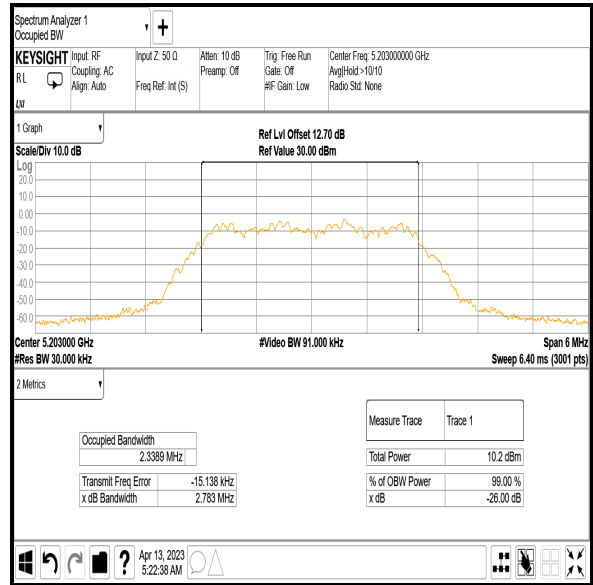 Spectrum Analyzer 1
Occupied BW
+
KEYSIGHT Input: RF Input Z: 50 Ω Atten: 10 dB Trig: Free Run Center Freq: 5.203000000 GHz
RL Coupling: AC Preamp: Off Gate: Off Avg|Hold:>10/10
Align: Auto Freq Ref: Int (S) #IF Gain: Low Radio Std: None
LXI
1 Graph
Ref Lvl Offset 12.70 dB
Scale/Div 10.0 dB Ref Value 30.00 dBm
Log
20.0
10.0
0.00
-10.0
-20.0
-30.0
-40.0
-50.0
-60.0
Center 5.203000 GHz #Video BW 91.000 kHz Span 6 MHz
#Res BW 30.000 kHz Sweep 6.40 ms (3001 pts)
2 Metrics
Measure Trace Trace 1
Occupied Bandwidth
2.3389 MHz
Total Power 10.2 dBm
Transmit Freq Error -15.138 kHz % of OBW Power 99.00 %
x dB Bandwidth 2.783 MHz x dB -26.00 dB
? Apr 13, 2023
5:22:38 AM